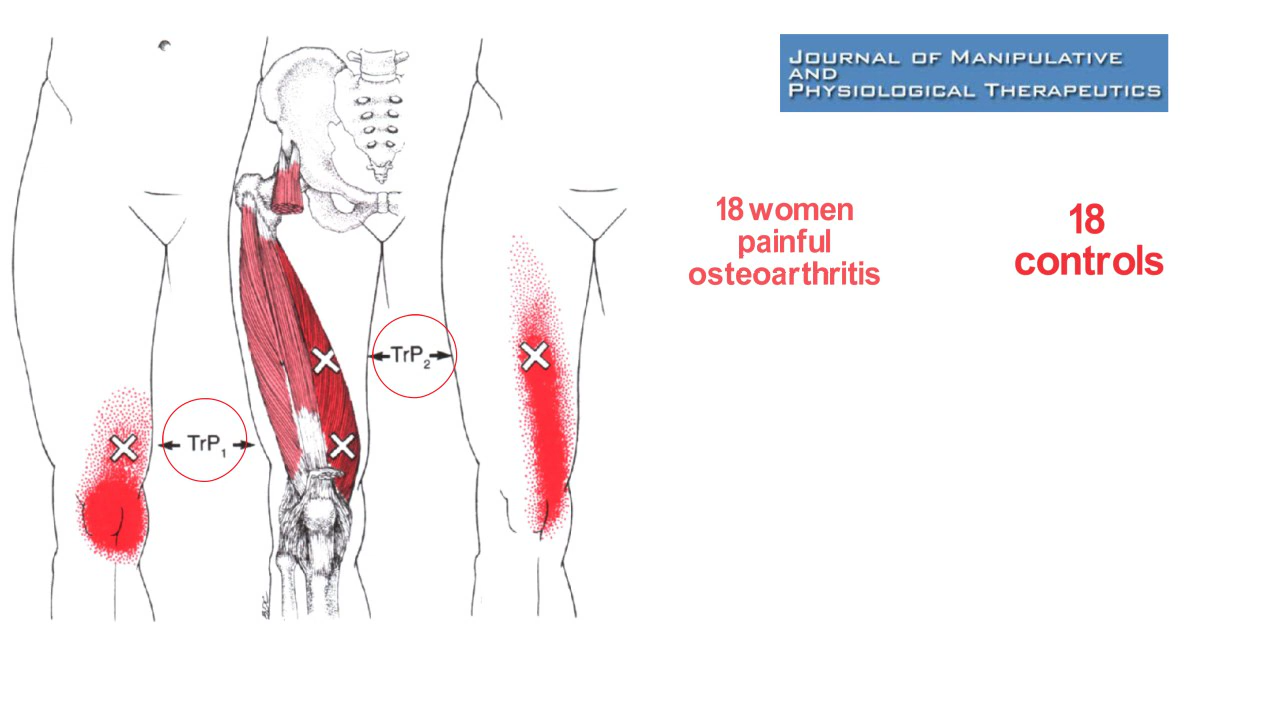 JOURNAL OF MANIPULATIVE
AND
PHYSIOLOGICAL THERAPEUTICS
18 women
painful
osteoarthritis
18
controls
TrP2
TrP1